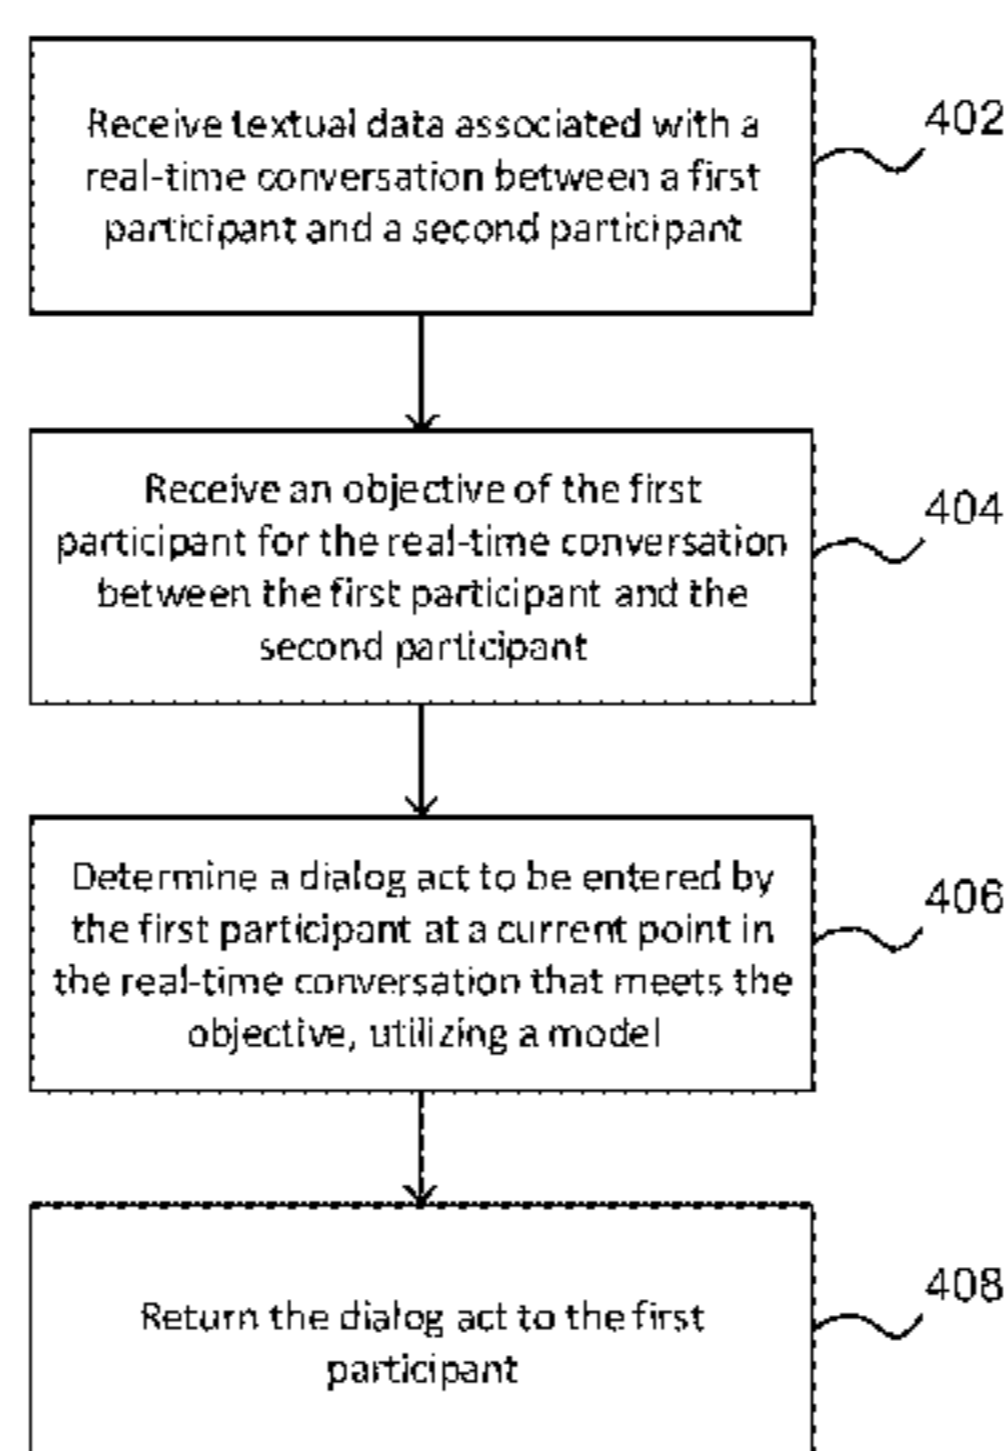 Receive textual data associated with a
real-time conversation between a first
participant and a second participant
402
Receive an objective of the first
participant for the real-time conversation
between the first participant and the
second participant
404
Determine a dialog act to be entered by
the first participant at a current point in
the real-time conversation that meets the
objective, utilizing a model
406
Return the dialog act to the first
participant
408